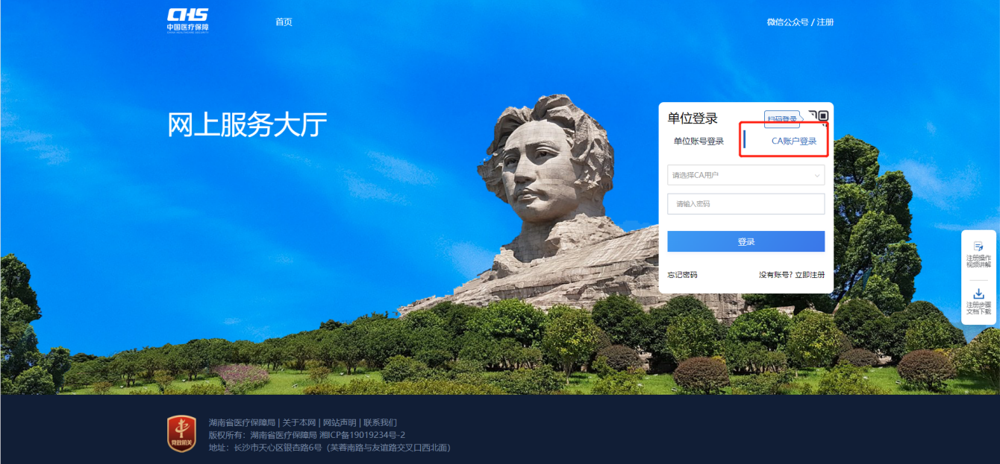 CHS
中国医疗保障
CHINA HEALTHCARE SECURITY
首页
微信公众号 / 注册
网上服务大厅
单位登录
扫码登录
单位账号登录
CA账户登录
请选择CA用户
请输入密码
登录
忘记密码
没有账号? 立即注册
注册操作
视频讲解
注册步骤
文档下载
党政机关
湖南省医疗保障局 | 关于本网 | 网站声明 | 联系我们
版权所有：湖南省医疗保障局 湘ICP备19019234号-2
地址：长沙市天心区银杏路6号（芙蓉南路与友谊路交叉口西北面）